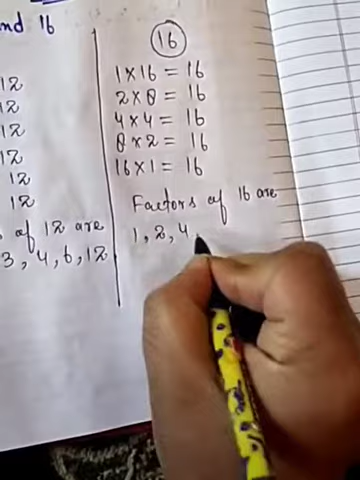 and 16
12
12
12
12
12
12
of 12 are
3, 4, 6, 12
16
1 × 16 = 16
2 × 8 = 16
4 × 4 = 16
8 × 2 = 16
16 × 1 = 16
Factors of 16 are
1, 2, 4,